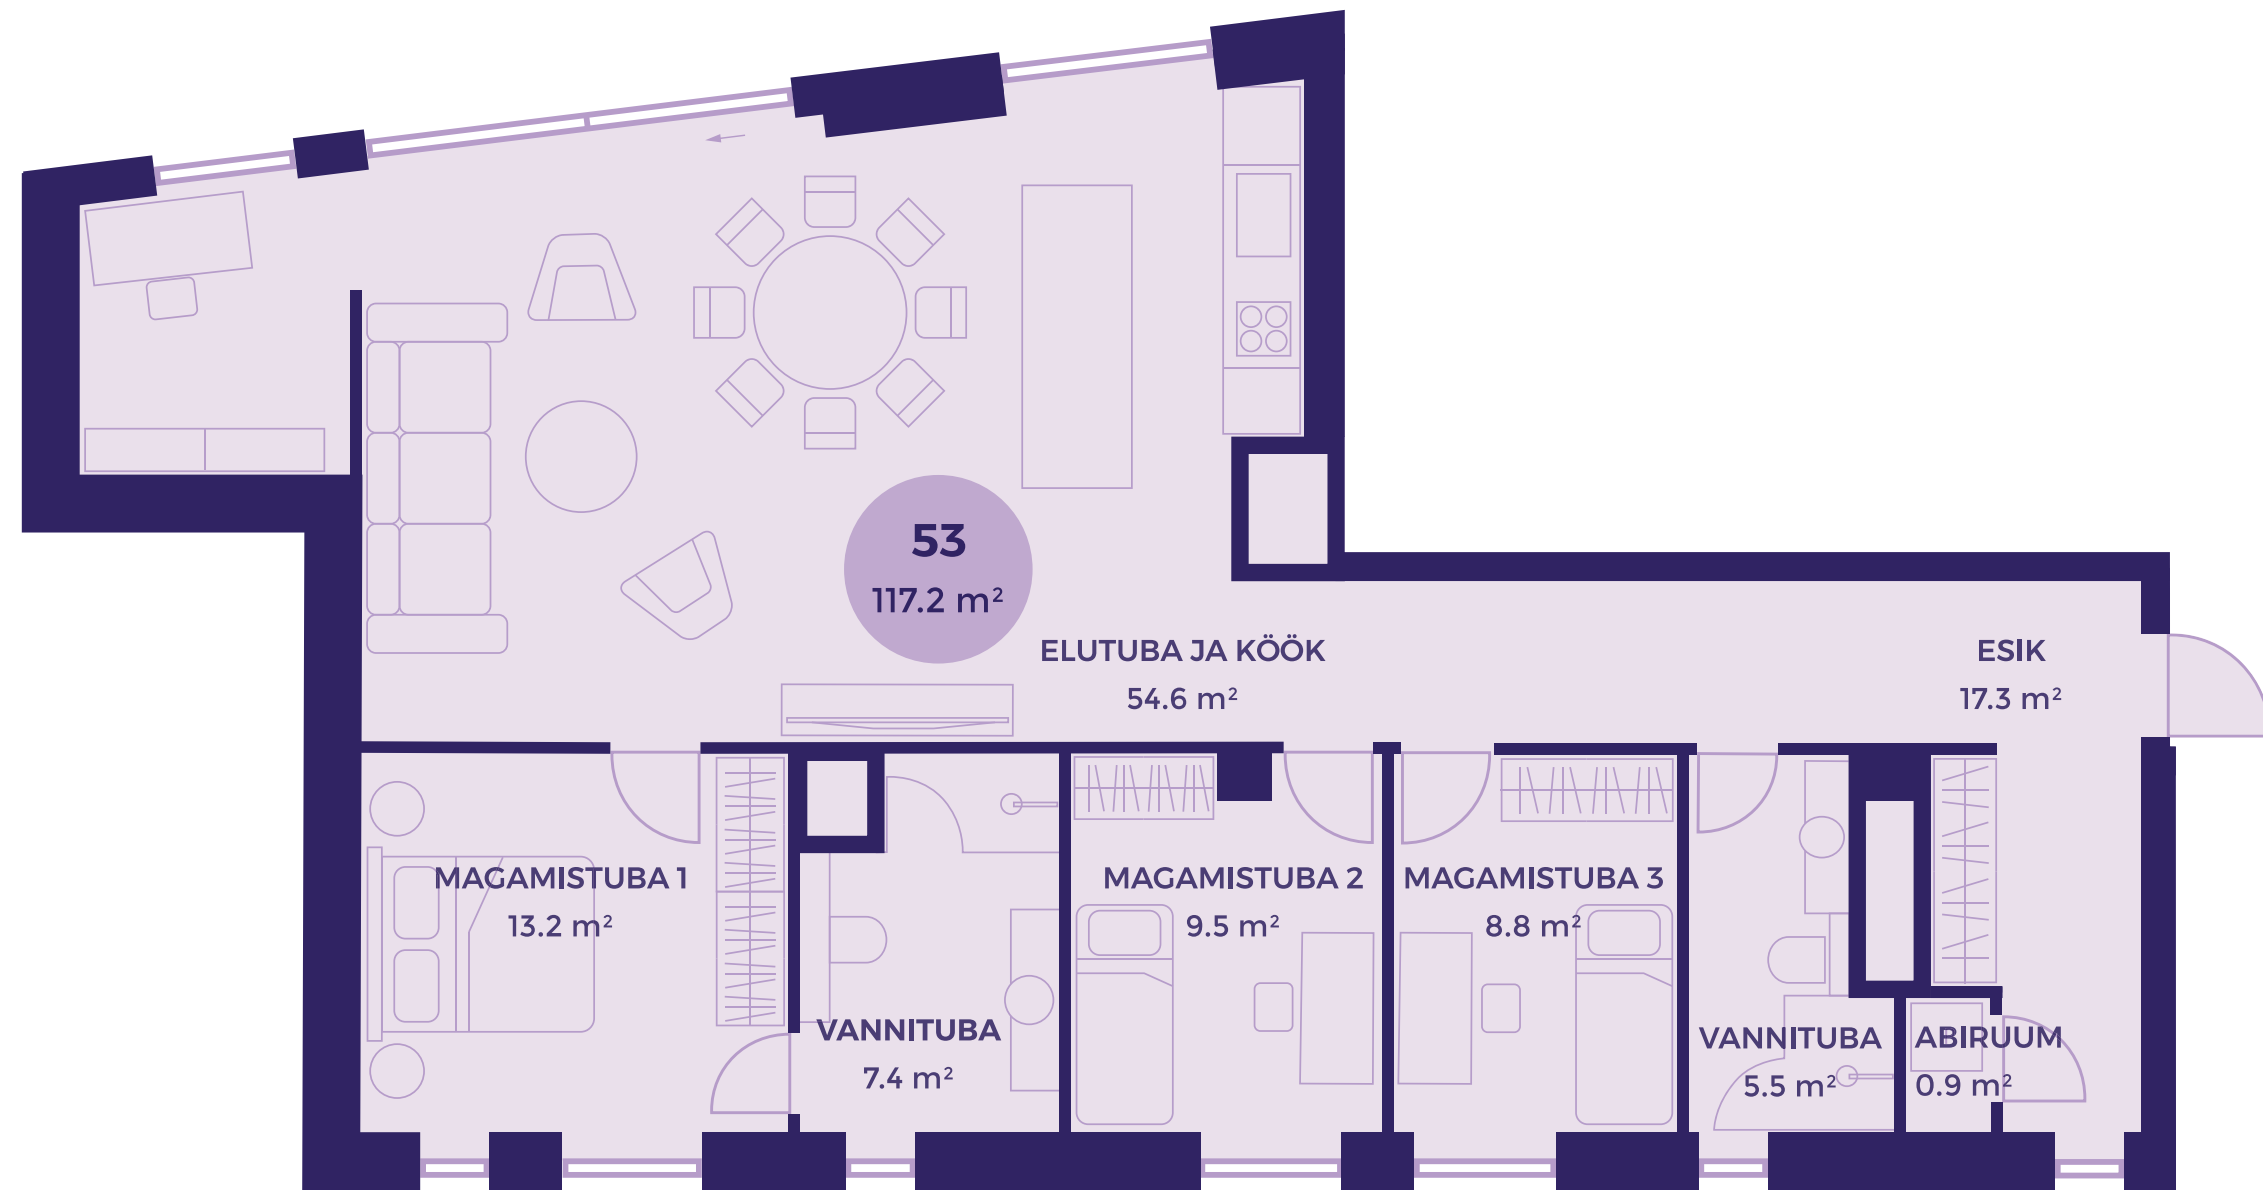 53
117.2 m²
ELUTUBA JA KÖÖK
54.6 m²
ESIK
17.3 m²
MAGAMISTUBA 1
13.2 m²
VANNITUBA
7.4 m²
MAGAMISTUBA 2
9.5 m²
MAGAMISTUBA 3
8.8 m²
VANNITUBA
5.5 m²
ABIRUUM
0.9 m²